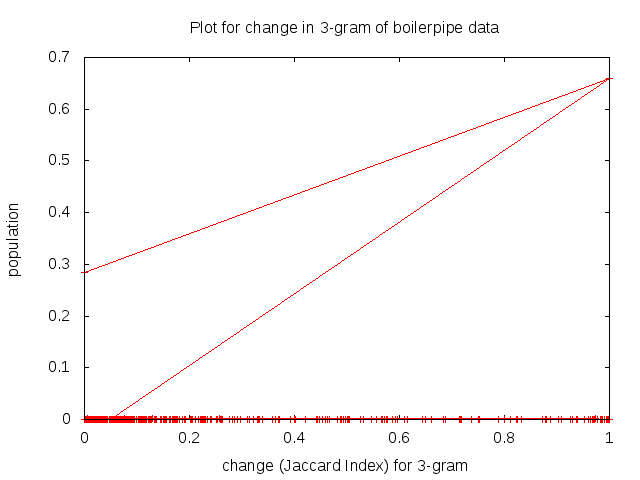 Plot for change in 3-gram of boilerpipe data
0.7
0.6
0.5
0.4
0.3
0.2
0.1
0
population
0 0.2 0.4 0.6 0.8 1
change (Jaccard Index) for 3-gram